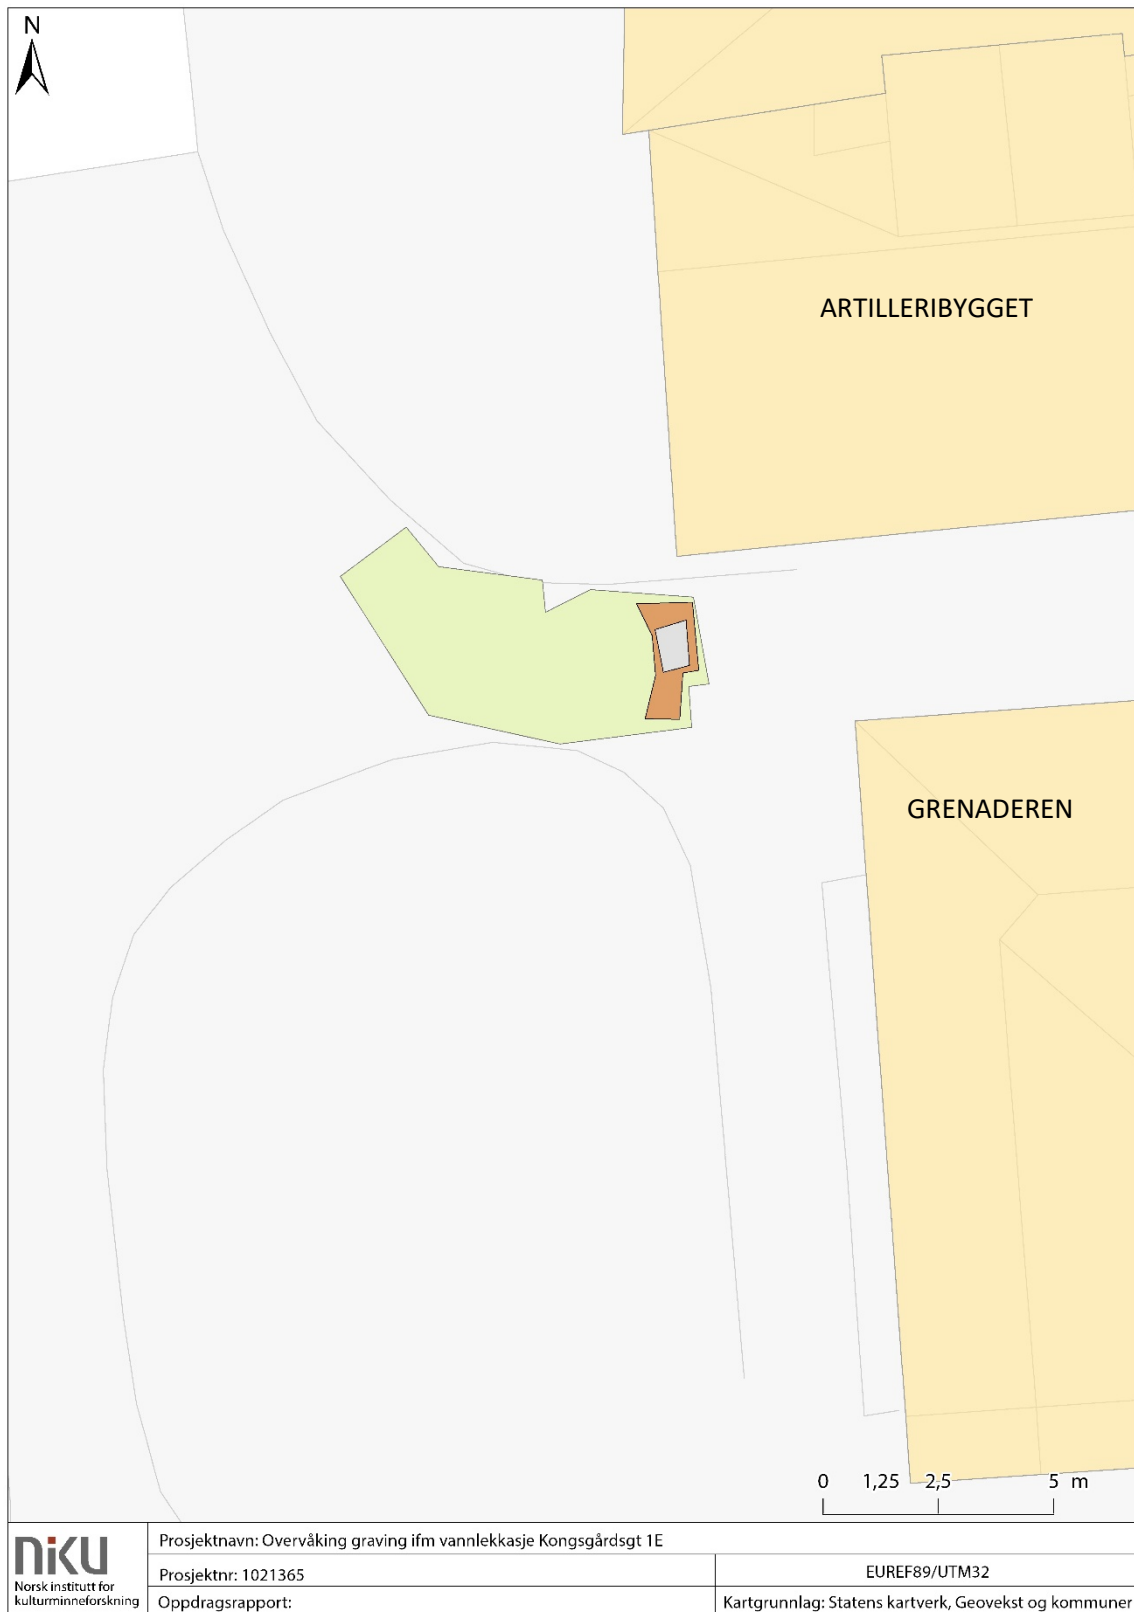 N
ARTILLERIBYGGET
GRENADEREN
0 1,25 2,5 5 m
niku
Norsk institutt for
kulturminneforskning
Prosjektnavn: Overvåking graving ifm vannlekkasje Kongsgårdsgt 1E
Prosjektnr: 1021365
EUREF89/UTM32
Oppdragsrapport:
Kartgrunnlag: Statens kartverk, Geovekst og kommuner